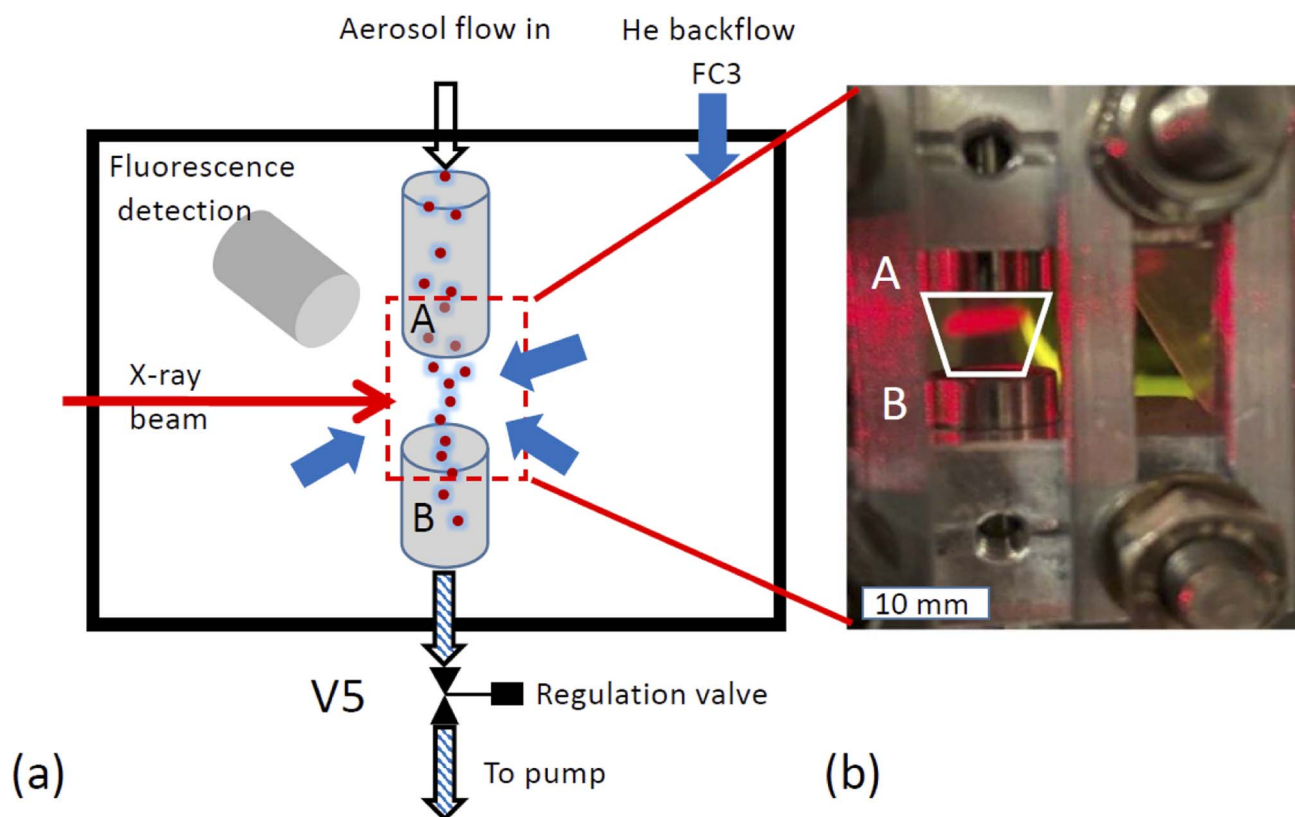 Aerosol flow in
He backflow
FC3
Fluorescence
detection
A
X-ray
beam
B
V5
Regulation valve
To pump
(a)
A
B
10 mm
(b)